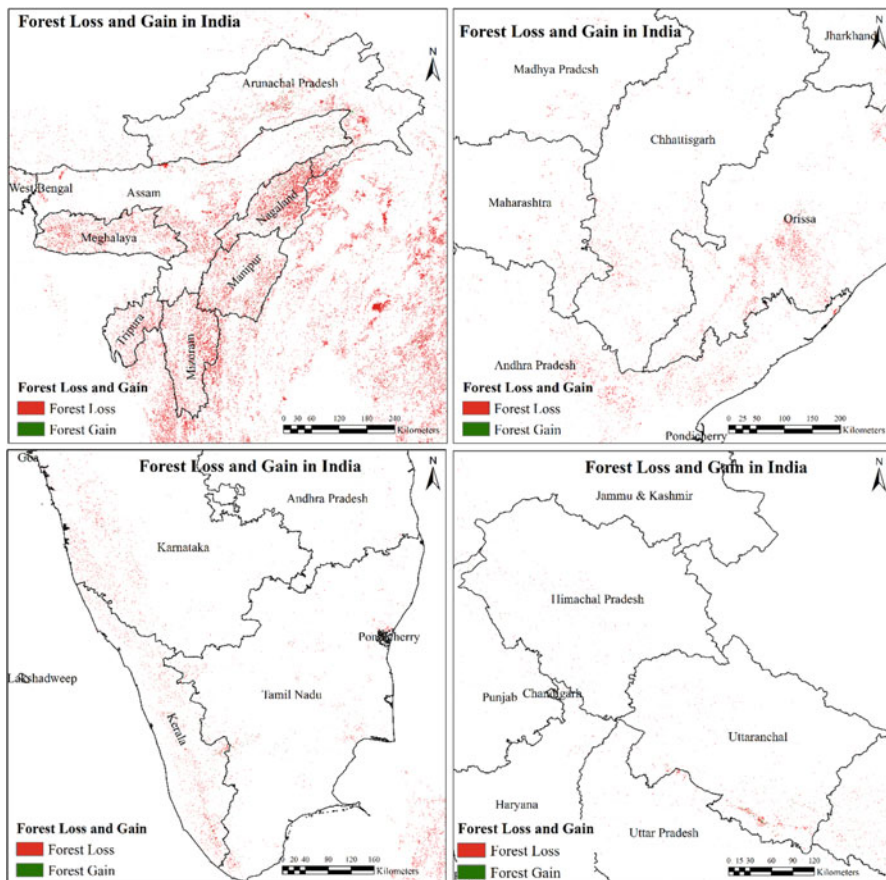 Forest Loss and Gain in India
N
Arunachal Pradesh
West Bengal
Assam
Nagaland
Meghalaya
Manipur
Tripura
Mizoram
Forest Loss and Gain
Forest Loss
Forest Gain
0 30 60 120 180 240
Kilometers
Forest Loss and Gain in India
Jharkhand
N
Madhya Pradesh
Chhattisgarh
Maharashtra
Orissa
Andhra Pradesh
Forest Loss and Gain
Forest Loss
Forest Gain
0 25 50 100 150 200
Kilometers
Pondicherry
Goa
Forest Loss and Gain in India
N
Andhra Pradesh
Karnataka
Pondicherry
Lakshadweep
Tamil Nadu
Kerala
Forest Loss and Gain
Forest Loss
Forest Gain
0 20 40 80 120 160
Kilometers
Forest Loss and Gain in India
N
Jammu & Kashmir
Himachal Pradesh
Punjab
Chandigarh
Uttaranchal
Haryana
Uttar Pradesh
Forest Loss and Gain
Forest Loss
Forest Gain
0 15 30 60 90 120
Kilometers